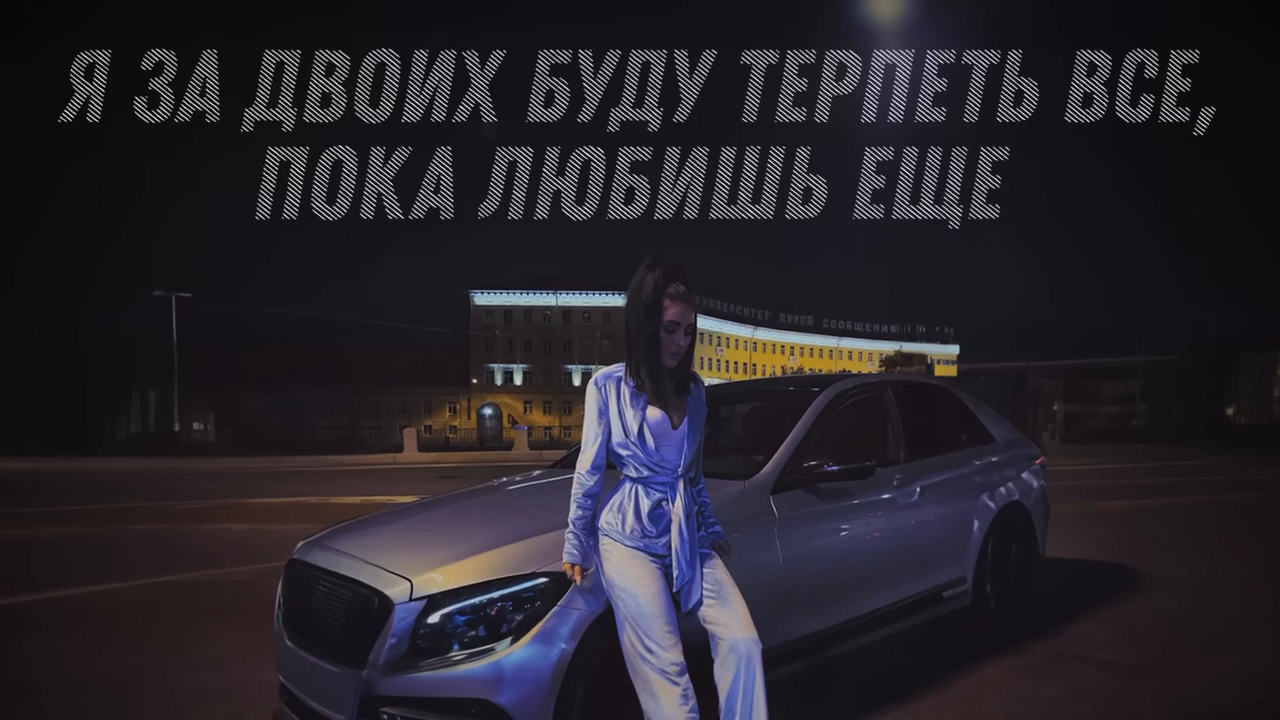 Я ЗА ДВОИХ БУДУ ТЕРПЕТЬ ВСЕ,
ПОКА ЛЮБИШЬ ЕЩЕ
УНИВЕРСИТЕТ ПУТЕЙ СООБЩЕНИЯ